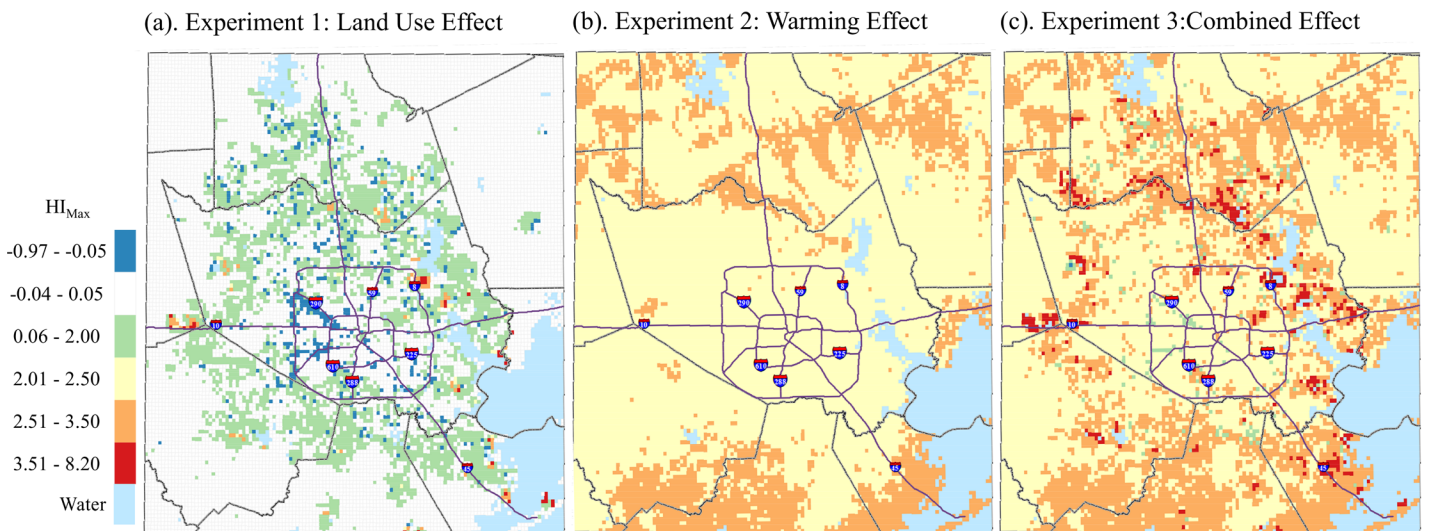 (a). Experiment 1: Land Use Effect
(b). Experiment 2: Warming Effect
(c). Experiment 3:Combined Effect
HIMax
-0.97 - -0.05
-0.04 - 0.05
0.06 - 2.00
2.01 - 2.50
2.51 - 3.50
3.51 - 8.20
Water
290
59
8
10
610
225
288
45
290
59
8
10
610
225
288
45
290
59
8
10
610
225
288
45